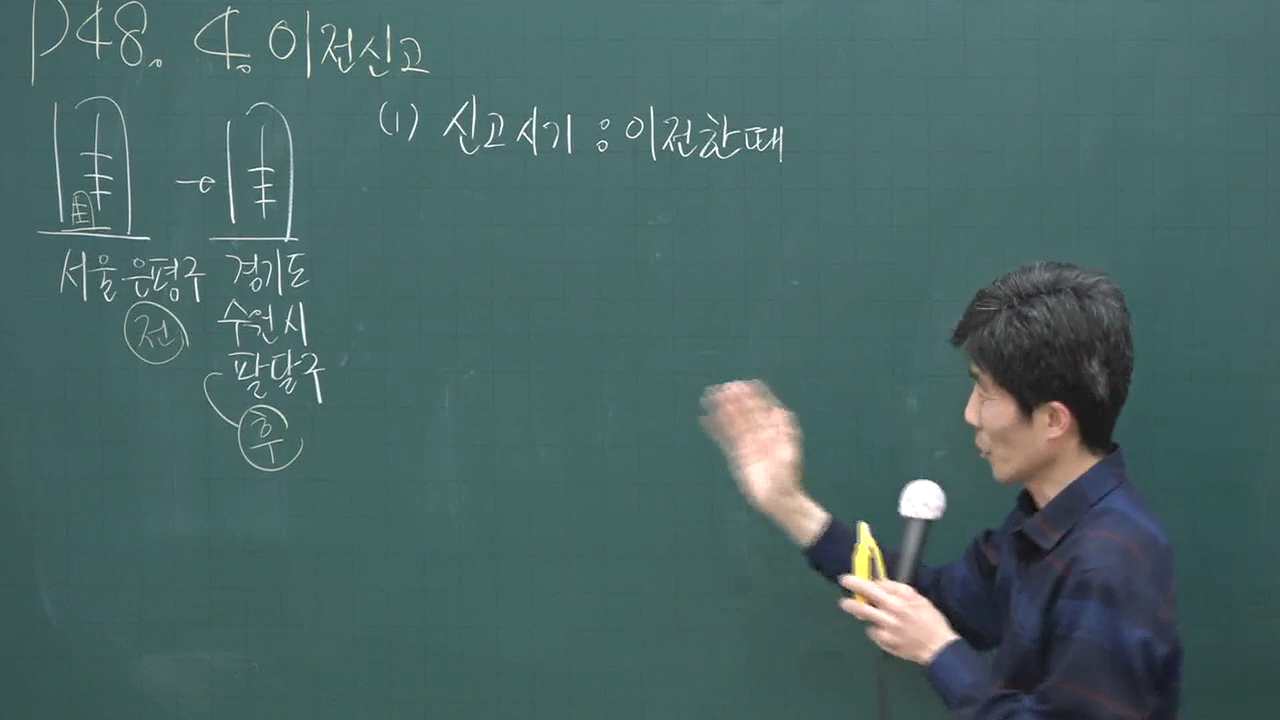 P48. 4. 이전신고
(1) 신고시기 : 이전한때
서울 은평구
전
경기도
수원시
팔달구
후